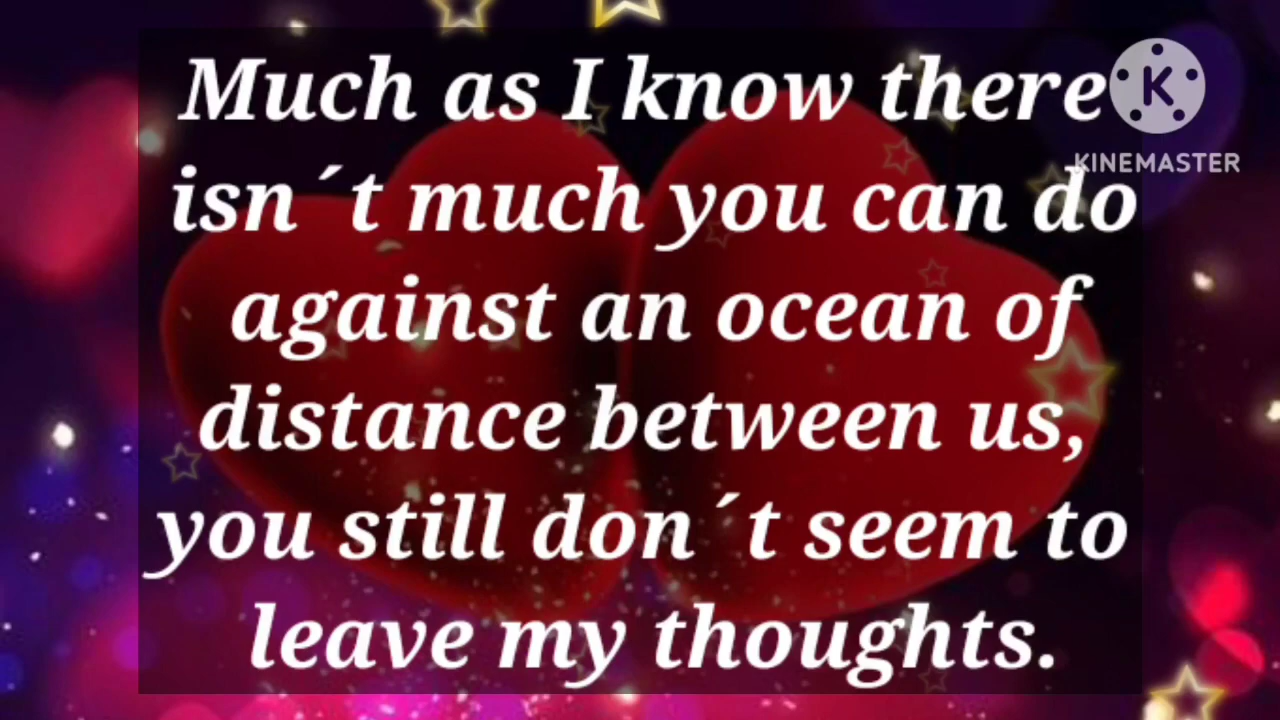 Much as I know there
isn´t much you can do
against an ocean of
distance between us,
you still don´t seem to
leave my thoughts.
K
KINEMASTER